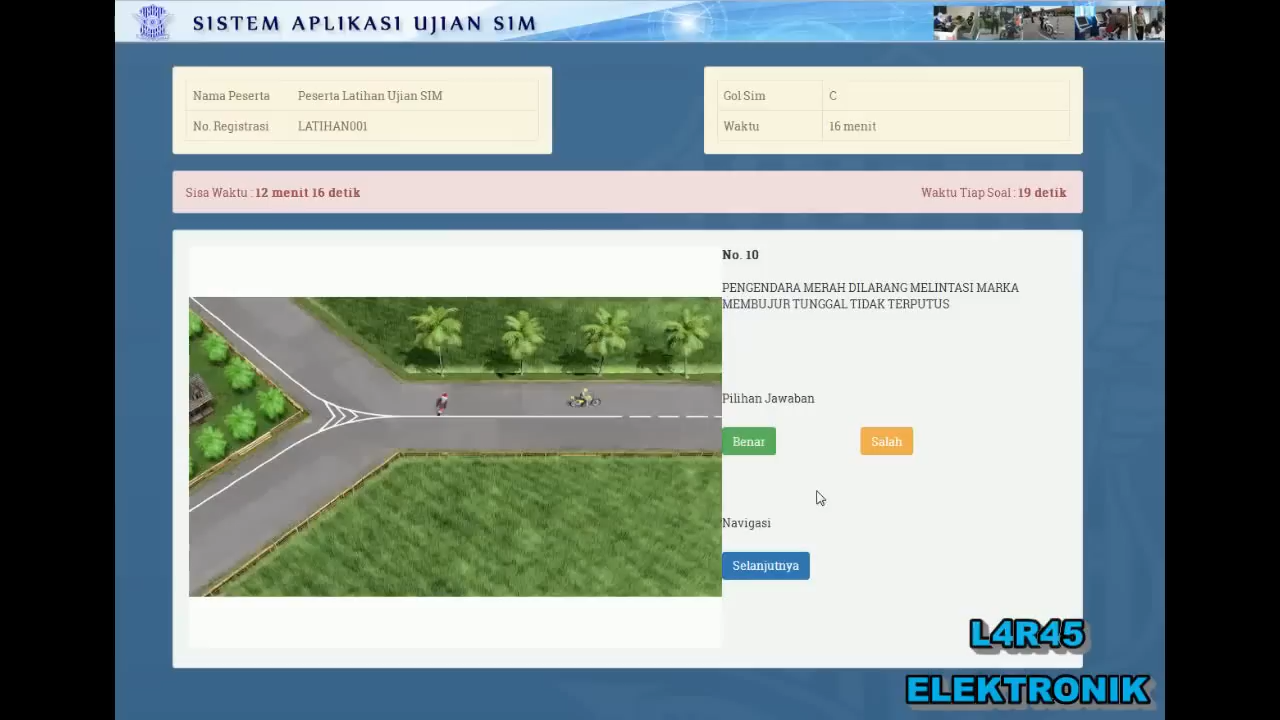 SISTEM APLIKASI UJIAN SIM
Nama Peserta Peserta Latihan Ujian SIM
No. Registrasi LATIHAN001
Gol Sim C
Waktu 16 menit
Sisa Waktu : 12 menit 16 detik
Waktu Tiap Soal : 19 detik
No. 10
PENGENDARA MERAH DILARANG MELINTASI MARKA
MEMBUJUR TUNGGAL TIDAK TERPUTUS
Pilihan Jawaban
Benar Salah
Navigasi
Selanjutnya
L4R45
ELEKTRONIK